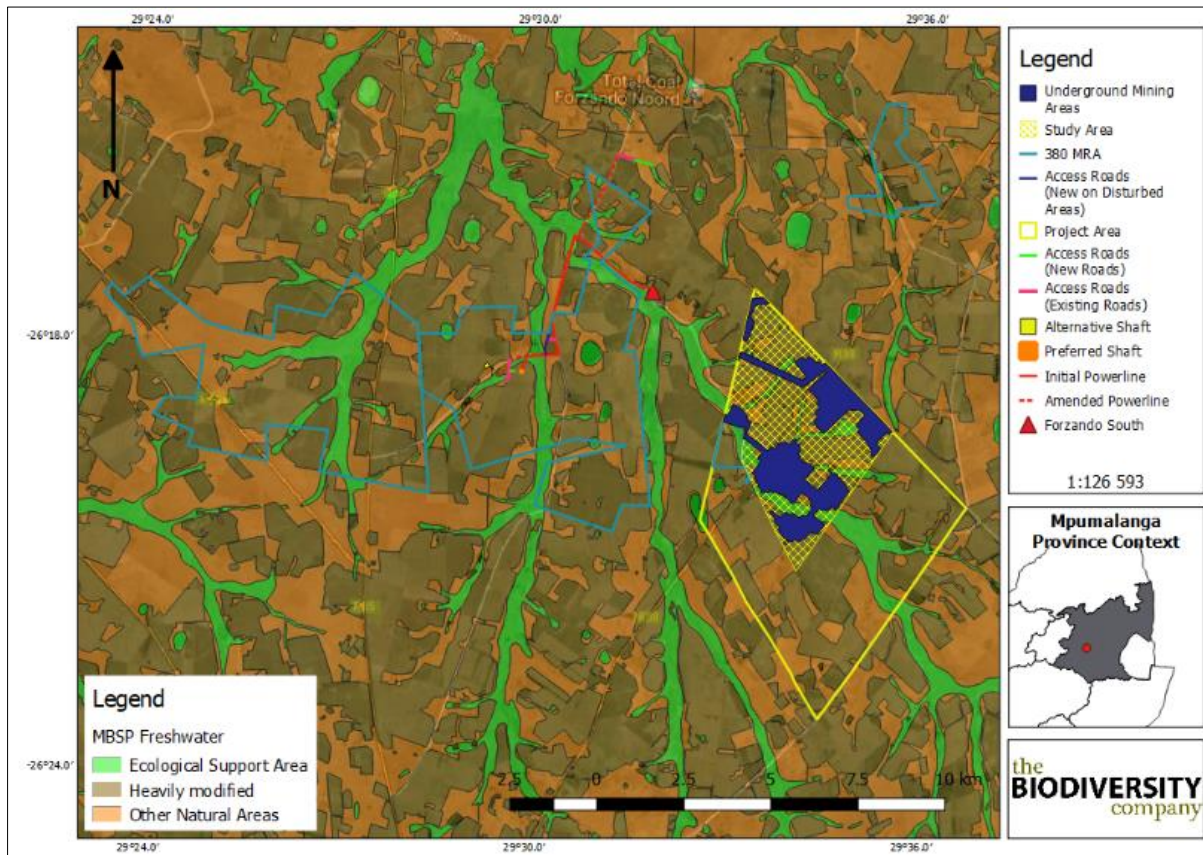 29°24.0'
29°30.0'
29°36.0'
N
Total Coal
Forzando Noord
-26°18.0'
-26°24.0'
Legend
MBSP Freshwater
Ecological Support Area
Heavily modified
Other Natural Areas
2.5
0
2.5
5
7.5
10 km
29°24.0'
29°30.0'
29°36.0'
Legend
Underground Mining
Areas
Study Area
380 MRA
Access Roads
(New on Disturbed
Areas)
Project Area
Access Roads
(New Roads)
Access Roads
(Existing Roads)
Alternative Shaft
Preferred Shaft
Initial Powerline
Amended Powerline
Forzando South
1:126 593
Mpumalanga
Province Context
the
BIODIVERSITY
company